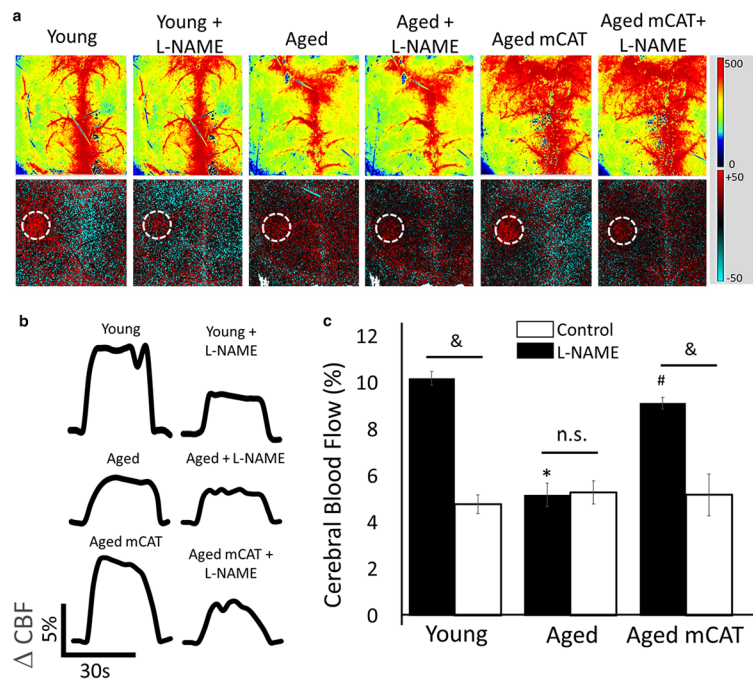 a
Young
Young +
L-NAME
Aged
Aged +
L-NAME
Aged mCAT
Aged mCAT+
L-NAME
500
0
+50
-50
b
Young
Young +
L-NAME
Aged
Aged + L-NAME
Aged mCAT
Aged mCAT +
L-NAME
Δ CBF
5%
30s
c
Control
L-NAME
Cerebral Blood Flow (%)
12
10
8
6
4
2
0
&
*
n.s.
#
&
Young
Aged
Aged mCAT